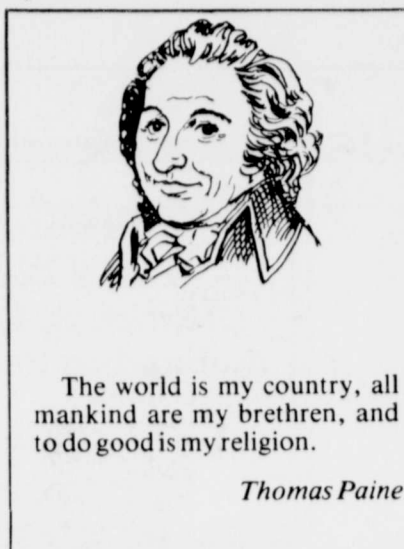 The world is my country, all
mankind are my brethren, and
to do good is my religion.
Thomas Paine